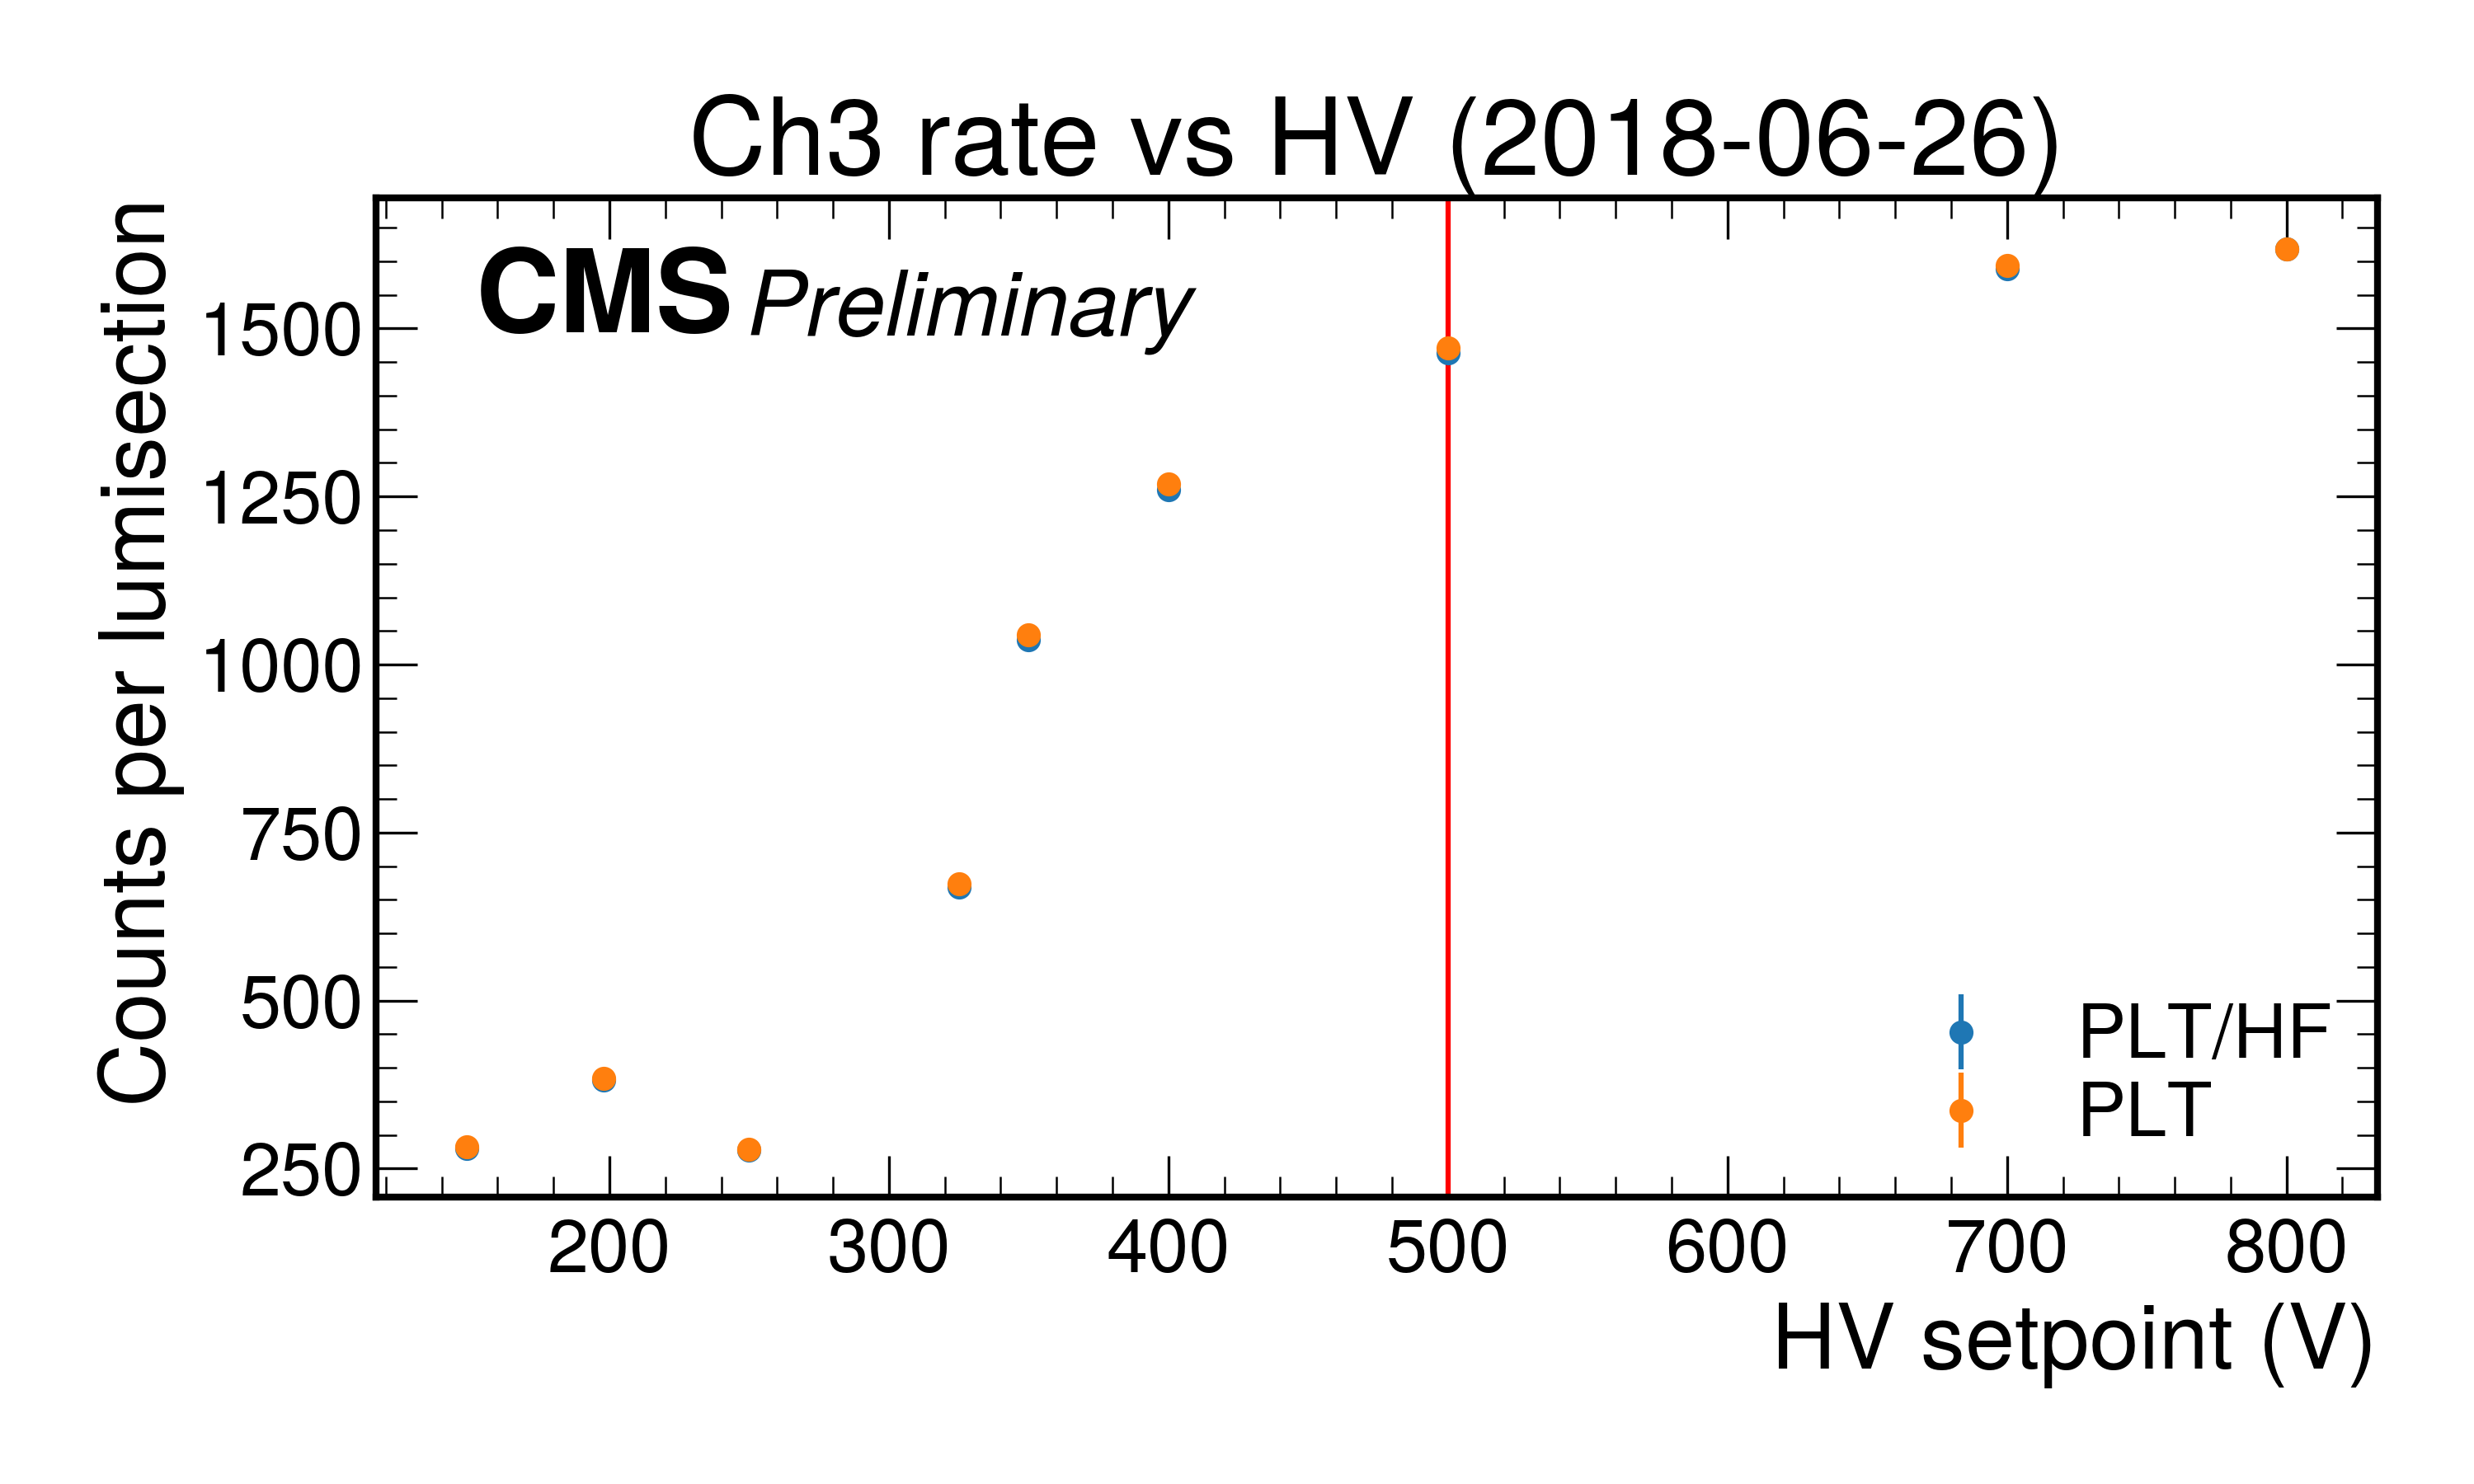 Ch3 rate vs HV (2018-06-26)
CMS Preliminary
Counts per lumisection
1500
1250
1000
750
500
250
PLT/HF
PLT
200 300 400 500 600 700 800
HV setpoint (V)